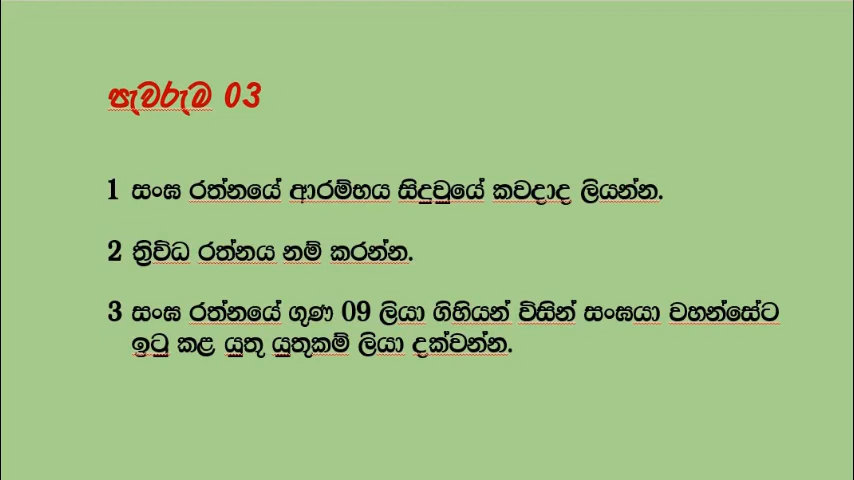 පැවරුම 03
1 සංඝ රත්නයේ ආරම්භය සිදුවූයේ කවදාද ලියන්න.
2 ත්‍රිවිධ රත්නය නම් කරන්න.
3 සංඝ රත්නයේ ගුණ 09 ලියා ගිහියන් විසින් සංඝයා වහන්සේට
ඉටු කළ යුතු යුතුකම් ලියා දක්වන්න.